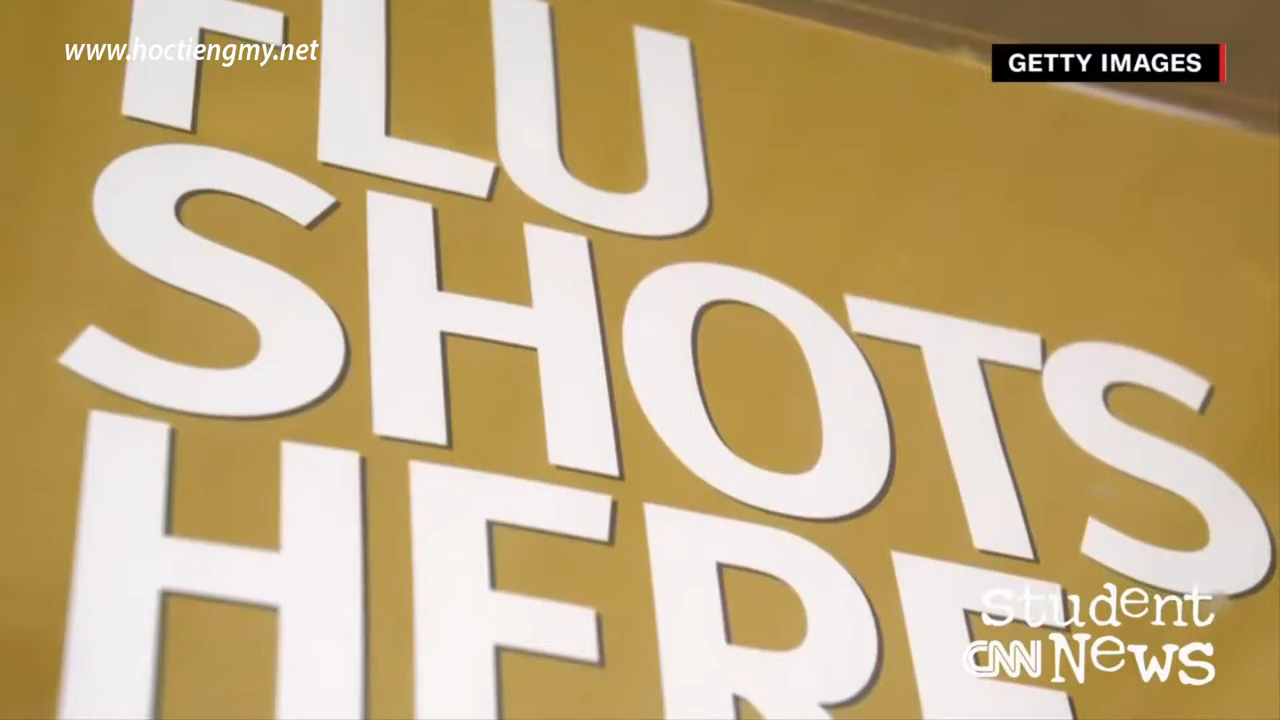 www.hoctiengmy.net
GETTY IMAGES
FLU
SHOTS
HERE
student
CNN News